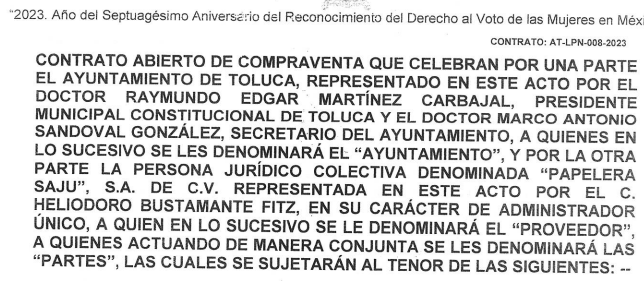 "2023. Año del Septuagésimo Aniversario del Reconocimiento del Derecho al Voto de las Mujeres en Méxi
CONTRATO: AT-LPN-008-2023
CONTRATO ABIERTO DE COMPRAVENTA QUE CELEBRAN POR UNA PARTE
EL AYUNTAMIENTO DE TOLUCA, REPRESENTADO EN ESTE ACTO POR EL
DOCTOR RAYMUNDO EDGAR MARTÍNEZ CARBAJAL, PRESIDENTE
MUNICIPAL CONSTITUCIONAL DE TOLUCA Y EL DOCTOR MARCO ANTONIO
SANDOVAL GONZÁLEZ, SECRETARIO DEL AYUNTAMIENTO, A QUIENES EN
LO SUCESIVO SE LES DENOMINARÁ EL "AYUNTAMIENTO", Y POR LA OTRA
PARTE LA PERSONA JURÍDICO COLECTIVA DENOMINADA "PAPELERA
SAJU", S.A. DE C.V. REPRESENTADA EN ESTE ACTO POR EL C.
HELIODORO BUSTAMANTE FITZ, EN SU CARÁCTER DE ADMINISTRADOR
ÚNICO, A QUIEN EN LO SUCESIVO SE LE DENOMINARÁ EL "PROVEEDOR",
A QUIENES ACTUANDO DE MANERA CONJUNTA SE LES DENOMINARÁ LAS
"PARTES", LAS CUALES SE SUJETARÁN AL TENOR DE LAS SIGUIENTES: --